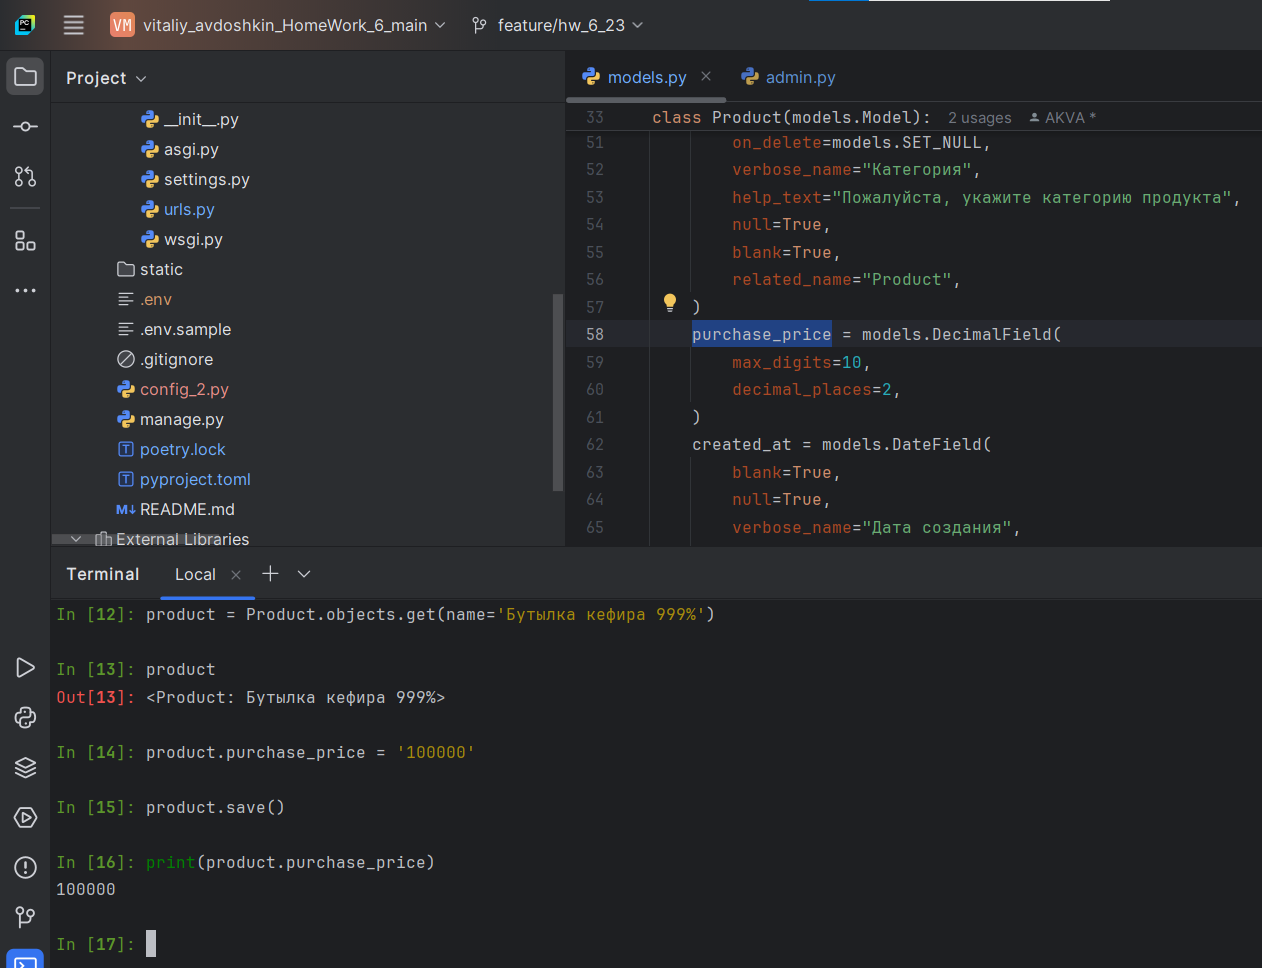 PC
VM vitaliy_avdoshkin_HomeWork_6_main feature/hw_6_23
Project
__init__.py
asgi.py
settings.py
urls.py
wsgi.py
static
.env
.env.sample
.gitignore
config_2.py
manage.py
poetry.lock
pyproject.toml
README.md
External Libraries
models.py admin.py
33 class Product(models.Model): 2 usages AKVA *
51 on_delete=models.SET_NULL,
52 verbose_name="Категория",
53 help_text="Пожалуйста, укажите категорию продукта",
54 null=True,
55 blank=True,
56 related_name="Product",
57 )
58 purchase_price = models.DecimalField(
59 max_digits=10,
60 decimal_places=2,
61 )
62 created_at = models.DateField(
63 blank=True,
64 null=True,
65 verbose_name="Дата создания",
Terminal Local
In [12]: product = Product.objects.get(name='Бутылка кефира 999%')
In [13]: product
Out[13]: <Product: Бутылка кефира 999%>
In [14]: product.purchase_price = '100000'
In [15]: product.save()
In [16]: print(product.purchase_price)
100000
In [17]: